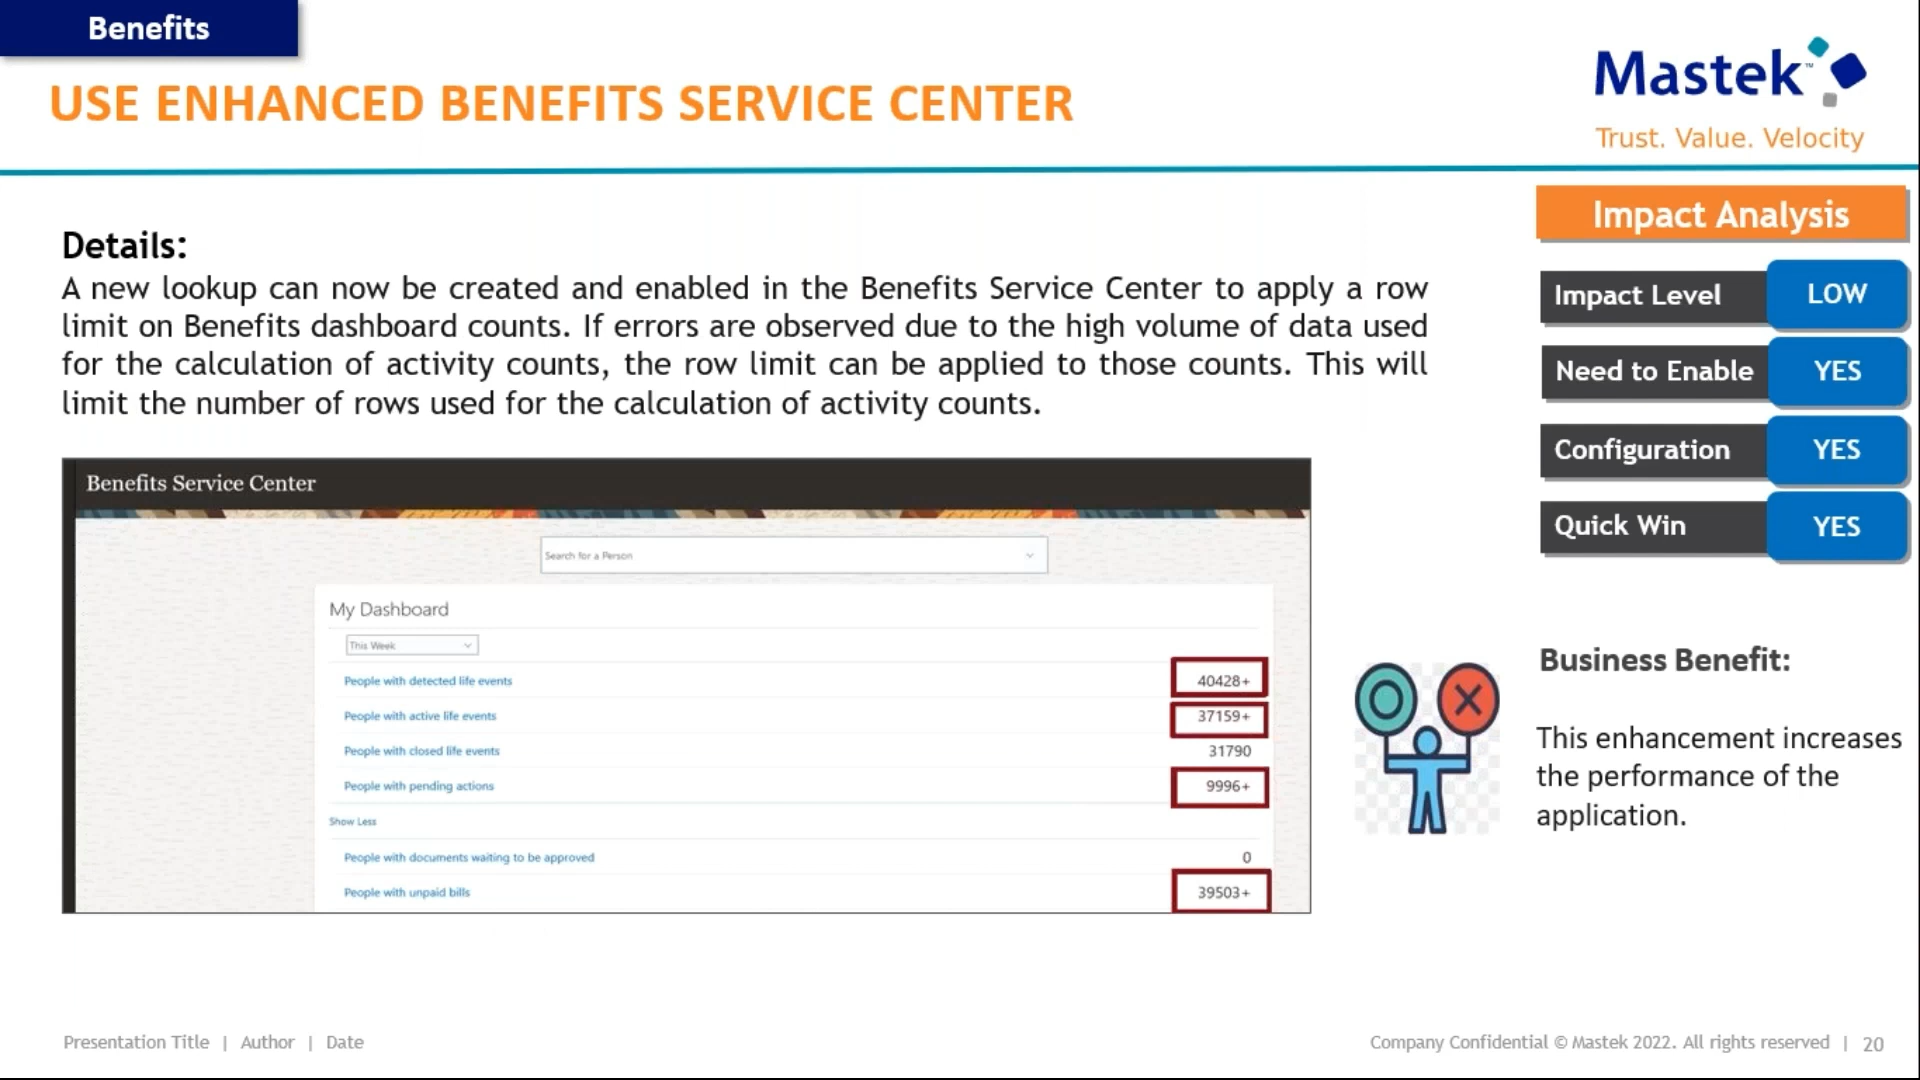 Benefits
USE ENHANCED BENEFITS SERVICE CENTER
Mastek™
Trust. Value. Velocity
Details:
A new lookup can now be created and enabled in the Benefits Service Center to apply a row
limit on Benefits dashboard counts. If errors are observed due to the high volume of data used
for the calculation of activity counts, the row limit can be applied to those counts. This will
limit the number of rows used for the calculation of activity counts.
Impact Analysis
Impact Level LOW
Need to Enable YES
Configuration YES
Quick Win YES
Benefits Service Center
Search for a Person
My Dashboard
This Week
People with detected life events 40428+
People with active life events 37159+
People with closed life events 31790
People with pending actions 9996+
Show Less
People with documents waiting to be approved 0
People with unpaid bills 39503+
Business Benefit:
This enhancement increases
the performance of the
application.
Presentation Title | Author | Date
Company Confidential © Mastek 2022. All rights reserved | 20